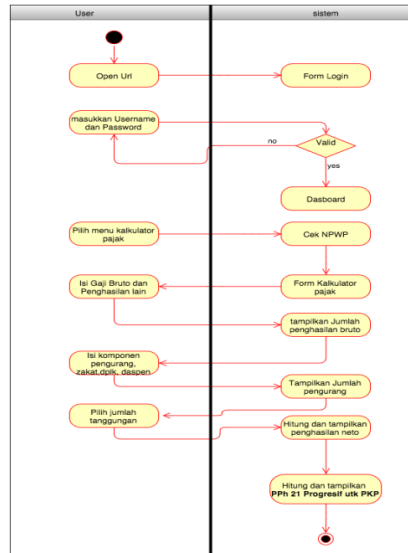 User
sistem
Open Url
Form Login
masukkan Username
dan Password
Valid
no
yes
Dasboard
Pilih menu kalkulator
pajak
Cek NPWP
Isi Gaji Bruto dan
Penghasilan lain
Form Kalkulator
pajak
tampilkan Jumlah
penghasilan bruto
Isi komponen
pengurang,
zakat,dplk, daspen
Tampilkan Jumlah
pengurang
Pilih jumlah
tanggungan
Hitung dan tampilkan
penghasilan neto
Hitung dan tampilkan
PPh 21 Progresif utk PKP